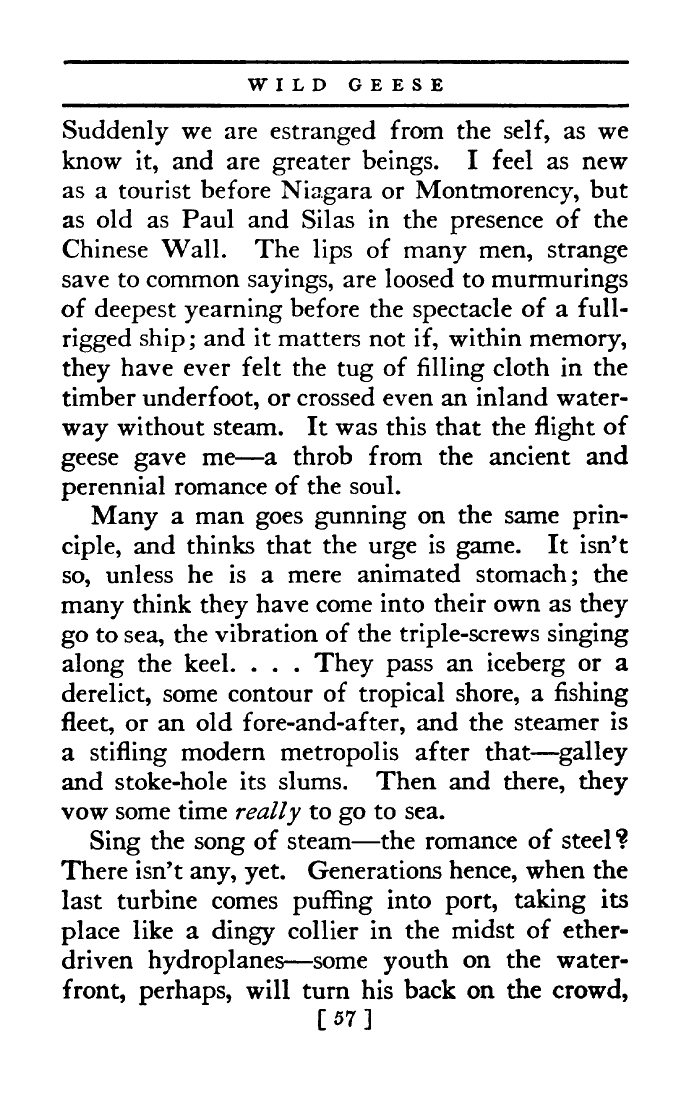 WILD GEESE
Suddenly we are estranged from the self, as we
know it, and are greater beings. I feel as new
as a tourist before Niagara or Montmorency, but
as old as Paul and Silas in the presence of the
Chinese Wall. The lips of many men, strange
save to common sayings, are loosed to murmurings
of deepest yearning before the spectacle of a full-
rigged ship; and it matters not if, within memory,
they have ever felt the tug of filling cloth in the
timber underfoot, or crossed even an inland water-
way without steam. It was this that the flight of
geese gave me—a throb from the ancient and
perennial romance of the soul.
Many a man goes gunning on the same prin-
ciple, and thinks that the urge is game. It isn't
so, unless he is a mere animated stomach; the
many think they have come into their own as they
go to sea, the vibration of the triple-screws singing
along the keel. . . . They pass an iceberg or a
derelict, some contour of tropical shore, a fishing
fleet, or an old fore-and-after, and the steamer is
a stifling modern metropolis after that—galley
and stoke-hole its slums. Then and there, they
vow some time really to go to sea.
Sing the song of steam—the romance of steel?
There isn't any, yet. Generations hence, when the
last turbine comes puffing into port, taking its
place like a dingy collier in the midst of ether-
driven hydroplanes—some youth on the water-
front, perhaps, will turn his back on the crowd,
[ 57 ]